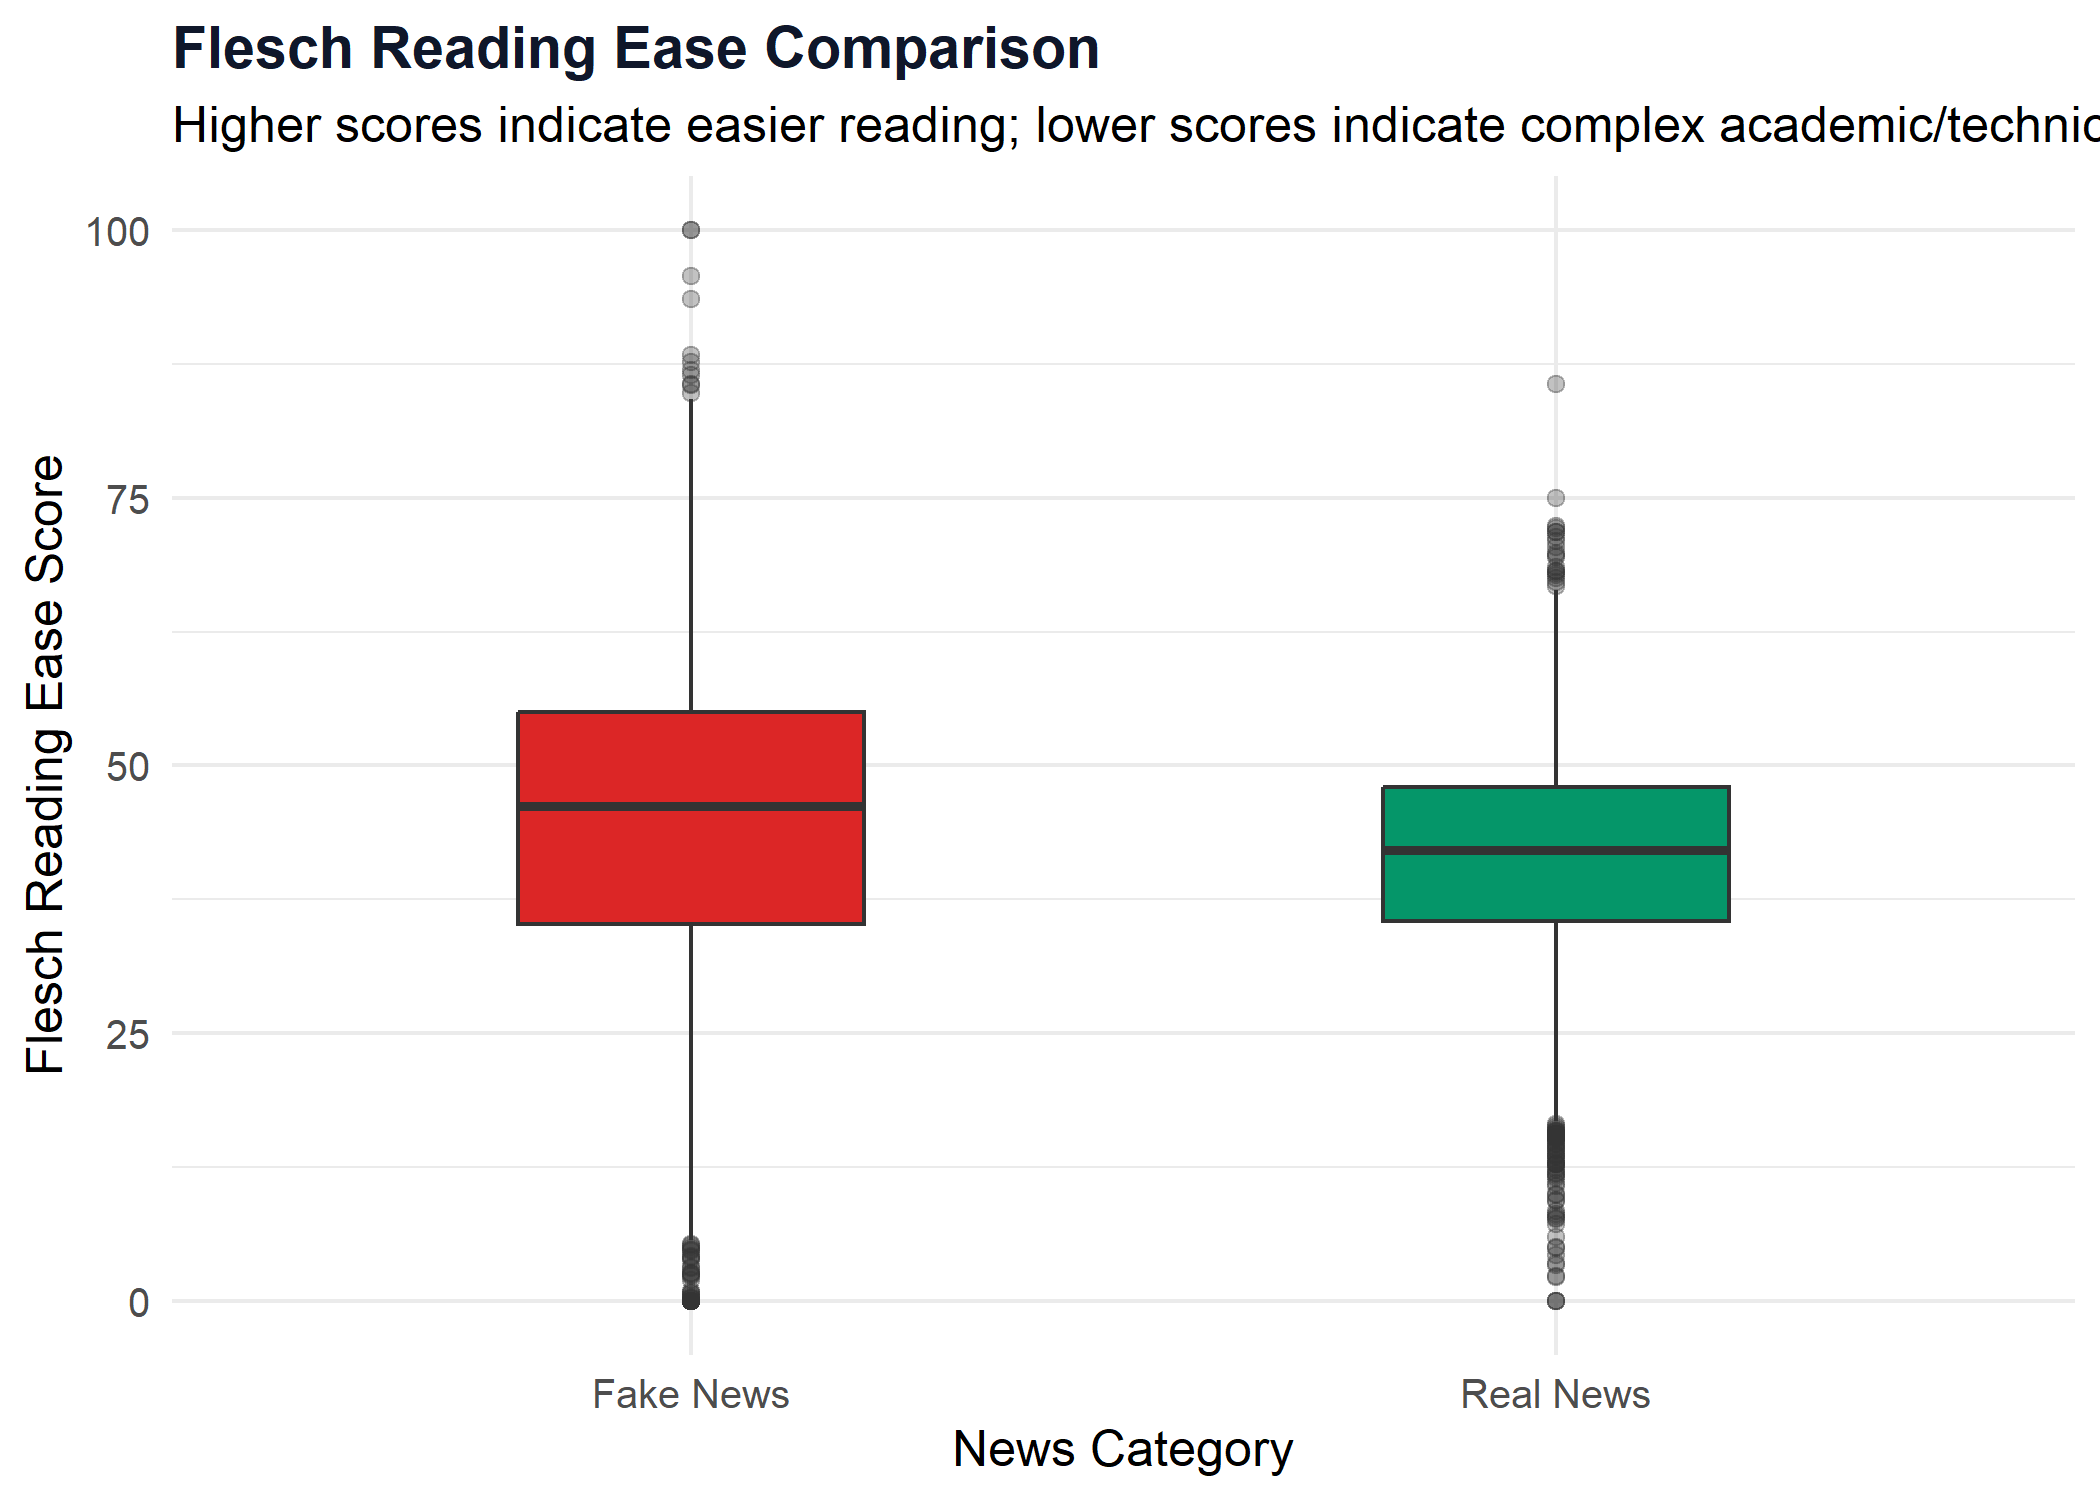 Flesch Reading Ease Comparison
Higher scores indicate easier reading; lower scores indicate complex academic/technic
Flesch Reading Ease Score
100
75
50
25
0
Fake News
Real News
News Category